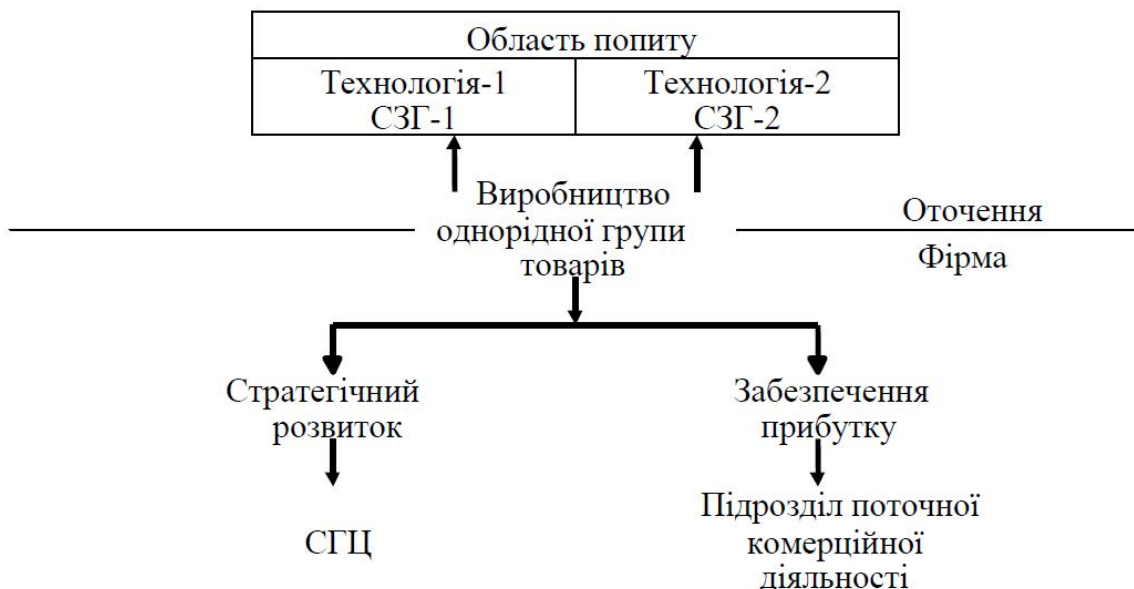 Область попиту
Технологія-1
СЗГ-1
Технологія-2
СЗГ-2
Виробництво
однорідної групи
товарів
Оточення
Фірма
Стратегічний
розвиток
Забезпечення
прибутку
СГЦ
Підрозділ поточної
комерційної
діяльності